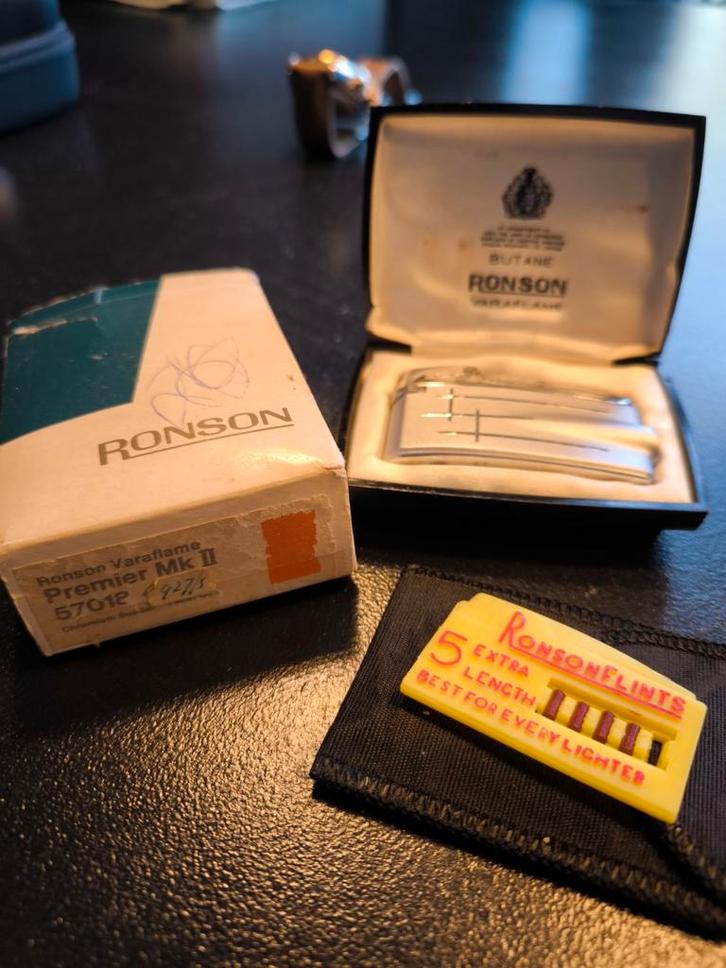 BUTANE
RONSON
VARAFLAME
RONSON
Ronson Varaflame
Premier Mk II
57018
RONSONFLINTS
5 EXTRA
LENGTH
BEST FOR EVERY LIGHTER